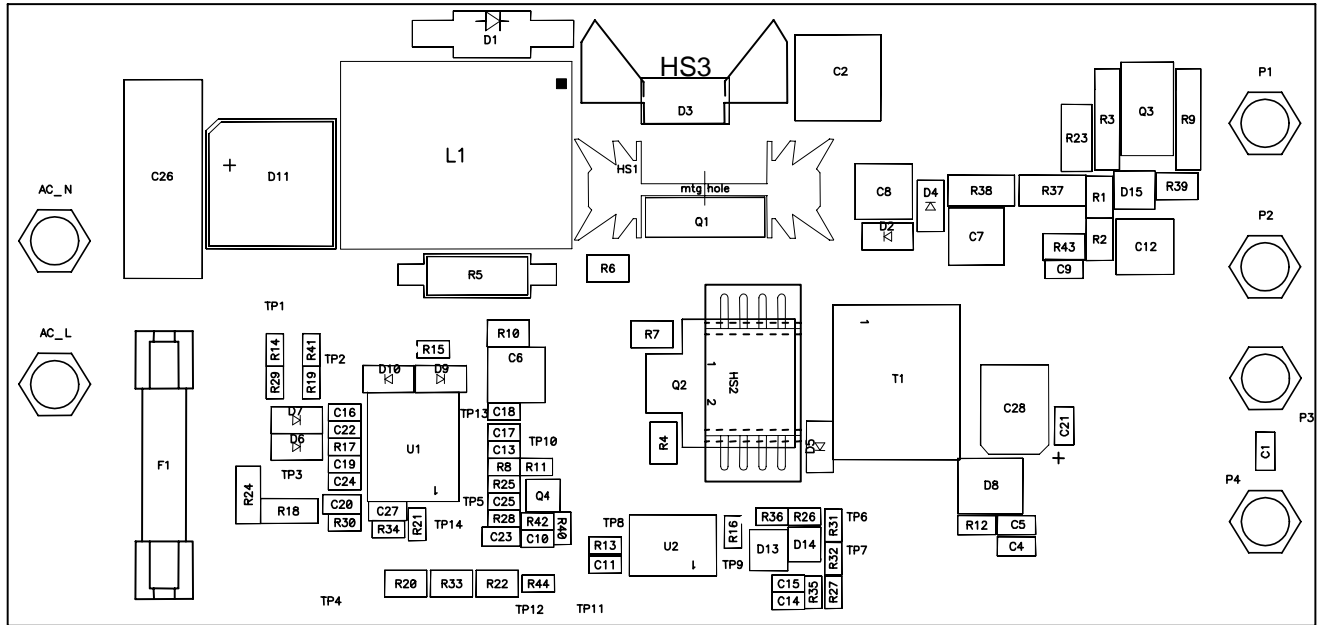 D1
HS3
C2
P1
R3
Q3
R9
R23
D3
L1
C26
+
D11
HS1
mtg hole
AC_N
C8
D4
R38
R37
R1
D15
R39
Q1
P2
D2
C7
R43
R2
C12
C9
R5
R6
TP1
AC_L
R14
R41
TP2
R15
R10
C6
R7
1
1
T1
D10
D9
R29
R19
Q2
HS2
2
C28
C21
P3
D7
C16
TP13
C18
C22
C17
TP10
D6
R17
U1
C13
R4
D5
C1
F1
C19
R8
R11
+
TP3
C24
R25
D8
P4
R24
1
Q4
R18
C20
C27
TP5
C25
R30
R34
R21
TP14
R28
R42
R40
TP8
R16
R36
R26
R31
TP6
R12
C5
C23
C10
R13
U2
D13
D14
C4
C11
1
TP9
R32
TP7
R20
R33
R22
R44
C15
R35
R27
C14
TP4
TP12
TP11